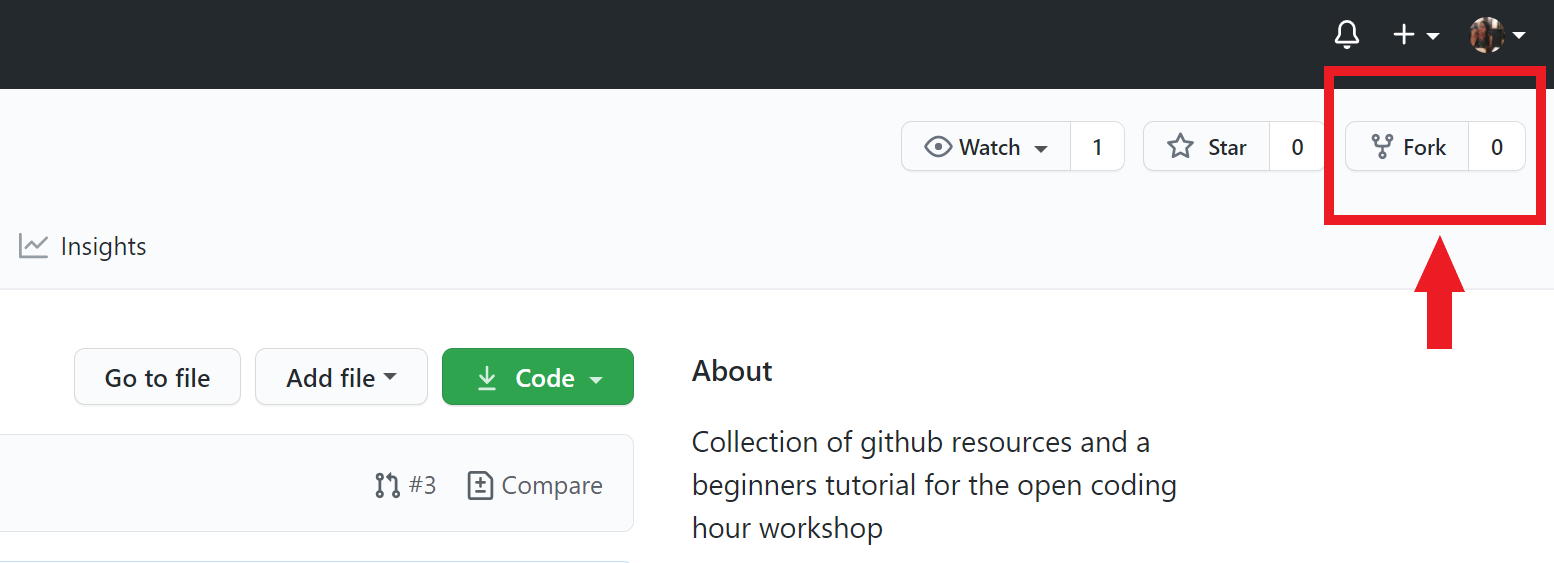 Watch 1 Star 0 Fork 0
Insights
Go to file Add file Code
About
Collection of github resources and a
beginners tutorial for the open coding
hour workshop
#3 Compare